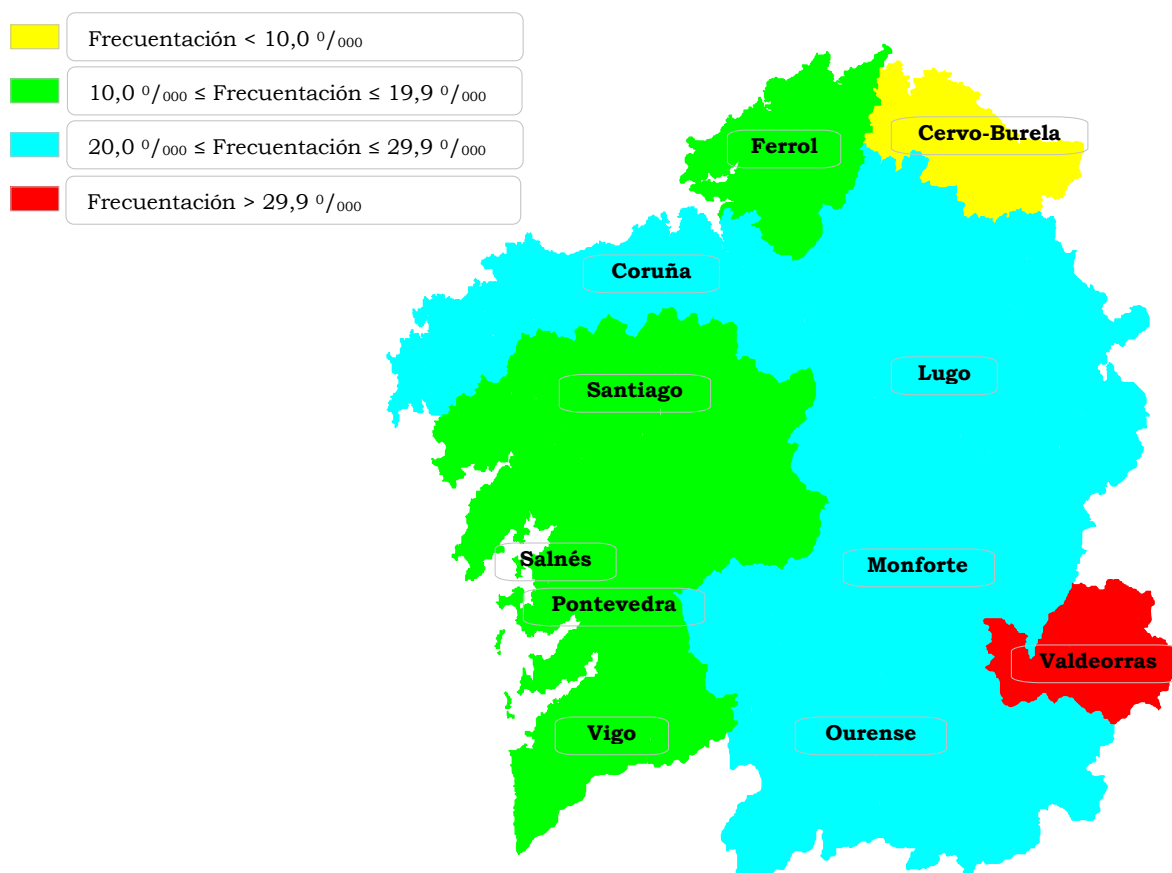 Frecuentación < 10,0 ⁰/₀₀₀
10,0 ⁰/₀₀₀ ≤ Frecuentación ≤ 19,9 ⁰/₀₀₀
20,0 ⁰/₀₀₀ ≤ Frecuentación ≤ 29,9 ⁰/₀₀₀
Frecuentación > 29,9 ⁰/₀₀₀
Cervo-Burela
Ferrol
Coruña
Lugo
Santiago
Salnés
Monforte
Pontevedra
Valdeorras
Vigo
Ourense